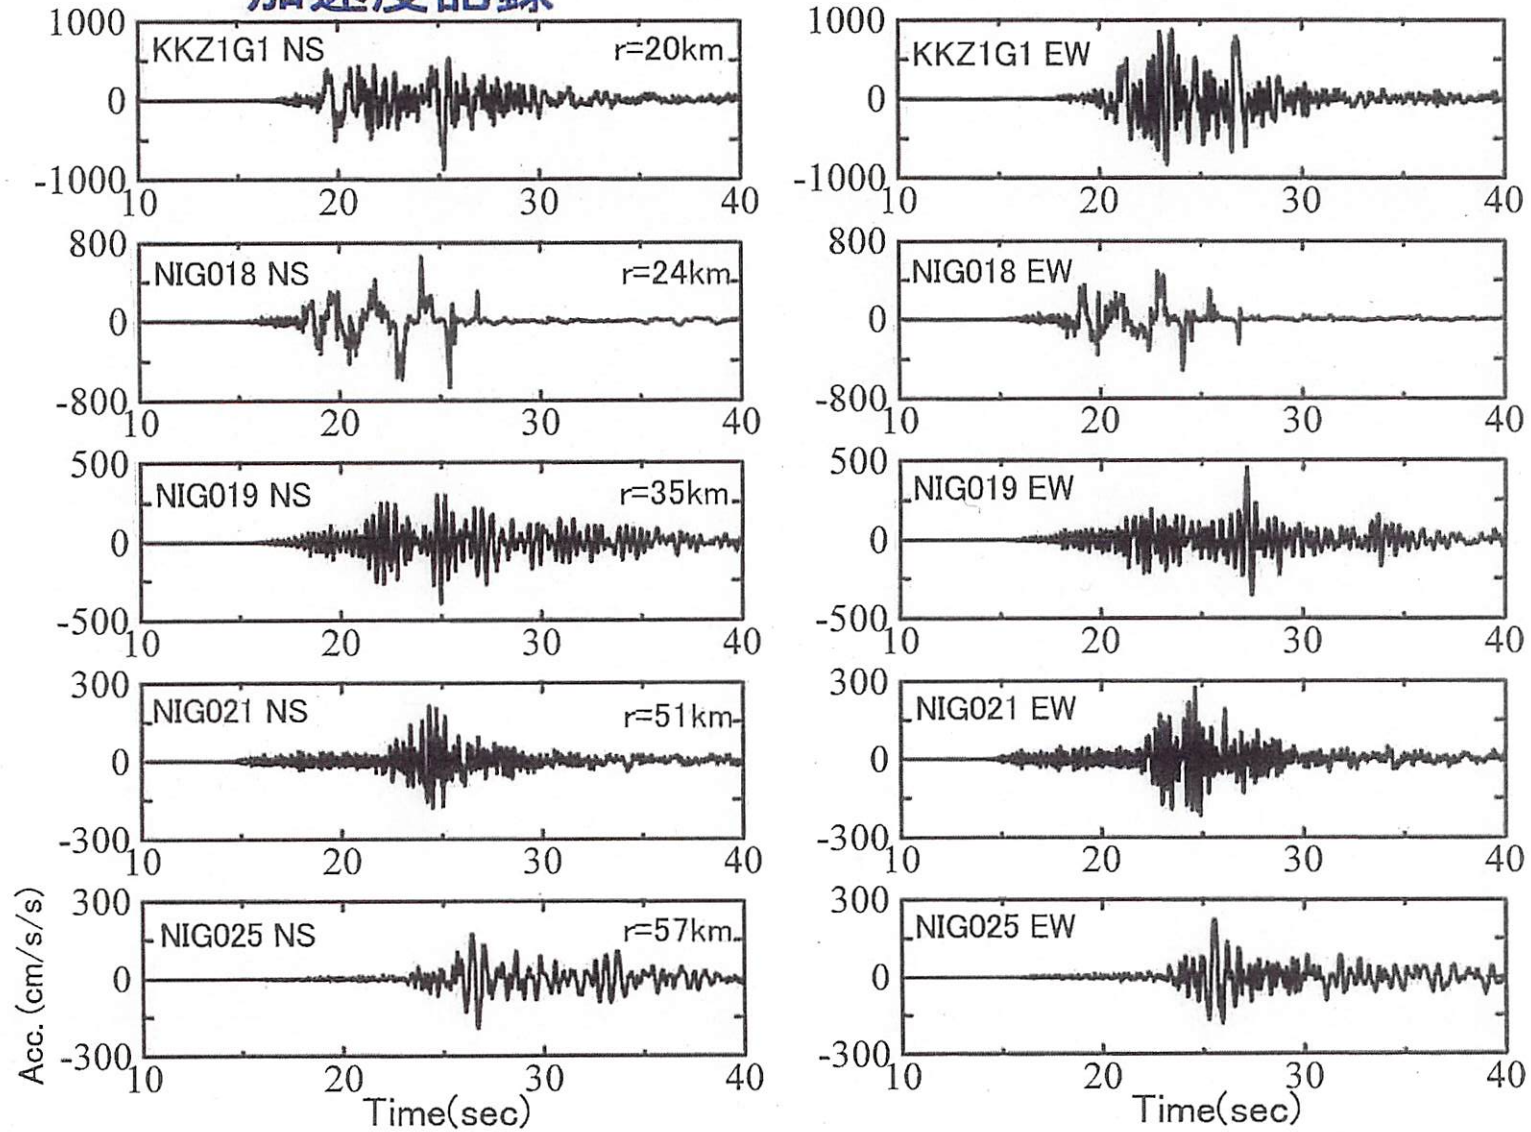 加速度記録
1000
0
-1000
KKZ1G1 NS
r=20km
10 20 30 40
1000
0
-1000
KKZ1G1 EW
10 20 30 40
800
0
-800
NIG018 NS
r=24km
10 20 30 40
800
0
-800
NIG018 EW
10 20 30 40
500
0
-500
NIG019 NS
r=35km
10 20 30 40
500
0
-500
NIG019 EW
10 20 30 40
300
0
-300
NIG021 NS
r=51km
10 20 30 40
300
0
-300
NIG021 EW
10 20 30 40
Acc. (cm/s/s)
300
0
-300
NIG025 NS
r=57km
10 20 30 40
Time(sec)
300
0
-300
NIG025 EW
10 20 30 40
Time(sec)